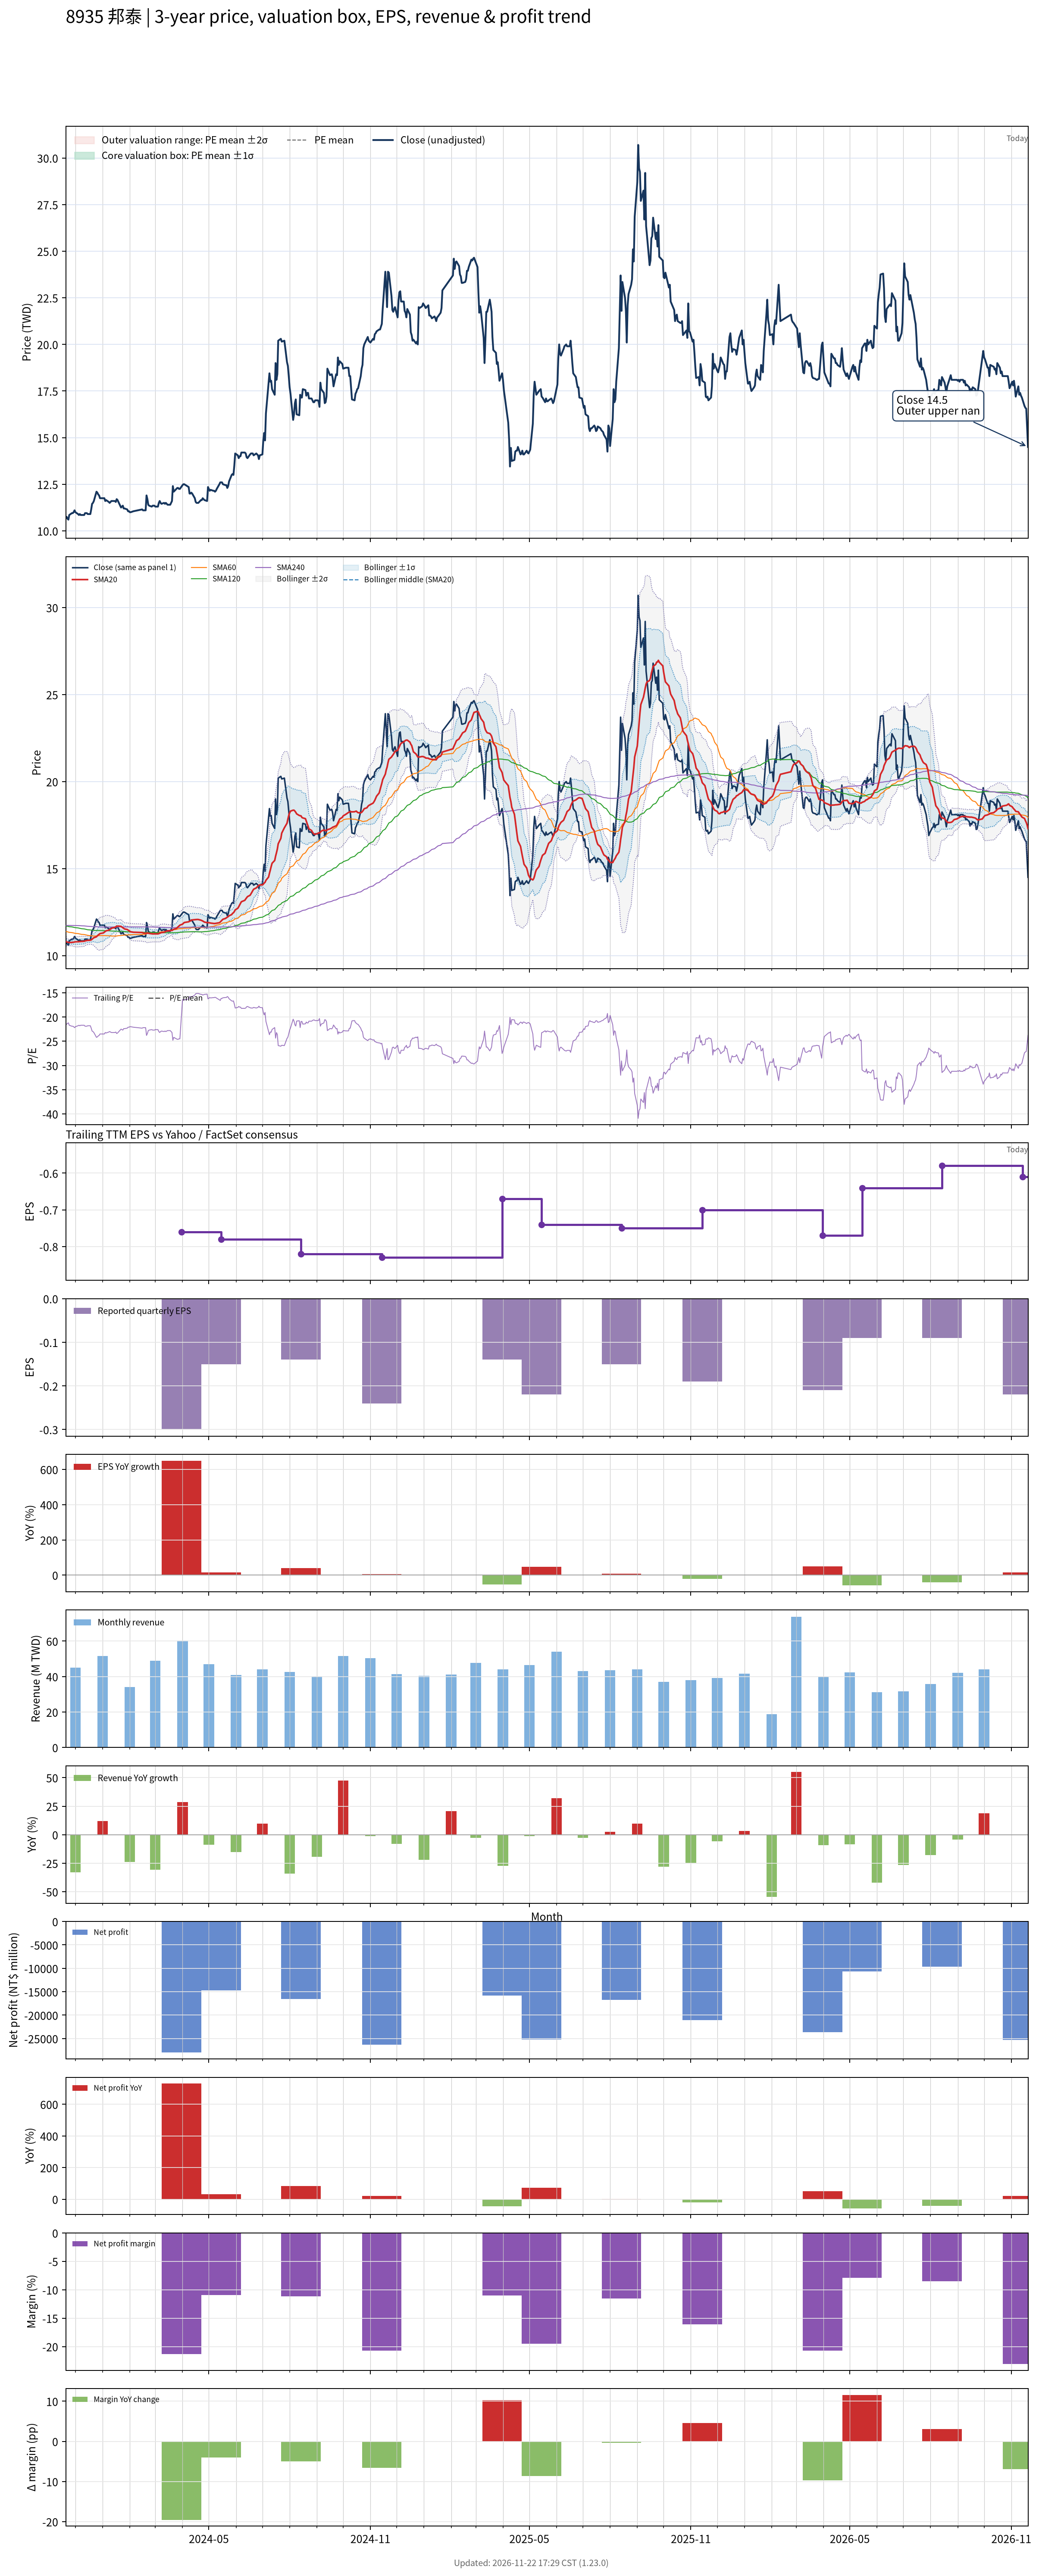 8935 邦泰 | 3-year price, valuation box, EPS, revenue & profit trend
Outer valuation range: PE mean ±2σ
Core valuation box: PE mean ±1σ
PE mean
Close (unadjusted)
Today
Price (TWD)
30.0
27.5
25.0
22.5
20.0
17.5
15.0
12.5
10.0
Close 14.5
Outer upper nan
Close (same as panel 1)
SMA20
SMA60
SMA120
SMA240
Bollinger ±2σ
Bollinger ±1σ
Bollinger middle (SMA20)
Price
30
25
20
15
10
Trailing P/E
P/E mean
P/E
-15
-20
-25
-30
-35
-40
Trailing TTM EPS vs Yahoo / FactSet consensus
Today
EPS
-0.6
-0.7
-0.8
Reported quarterly EPS
EPS
0.0
-0.1
-0.2
-0.3
EPS YoY growth
YoY (%)
600
400
200
0
Monthly revenue
Revenue (M TWD)
60
40
20
0
Revenue YoY growth
YoY (%)
50
25
0
-25
-50
Month
Net profit
Net profit (NT$ million)
0
-5000
-10000
-15000
-20000
-25000
Net profit YoY
YoY (%)
600
400
200
0
Net profit margin
Margin (%)
0
-5
-10
-15
-20
Margin YoY change
Δ margin (pp)
10
0
-10
-20
2024-05
2024-11
2025-05
2025-11
2026-05
2026-11
Updated: 2026-11-22 17:29 CST (1.23.0)